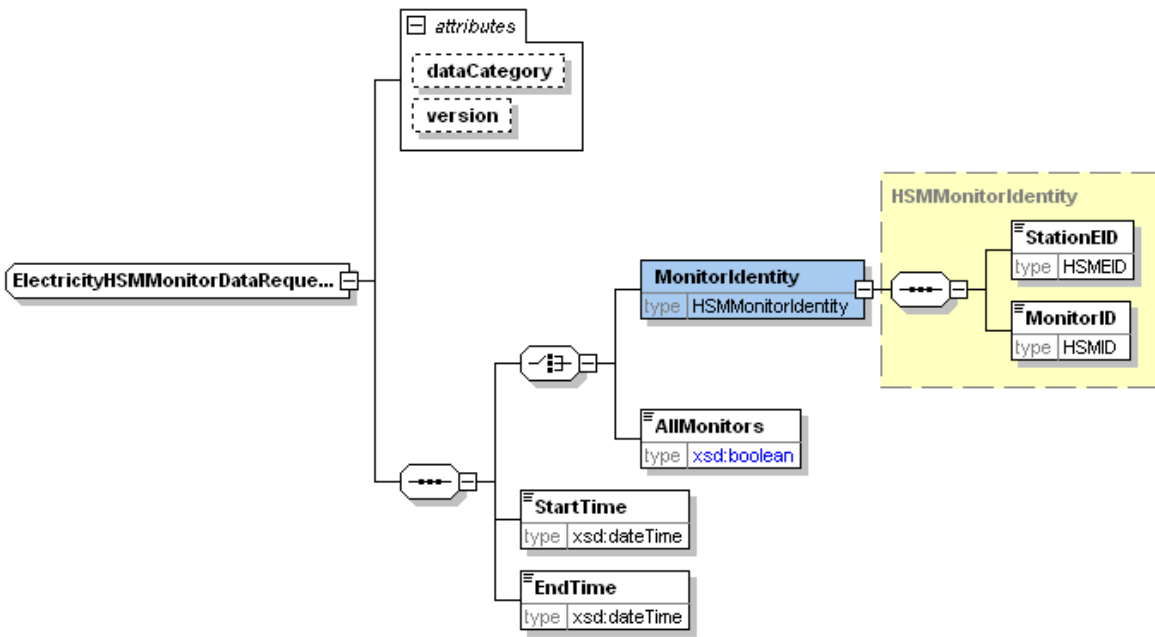 attributes
dataCategory
version
HSMMonitorIdentity
StationEID
type HSMEID
ElectricityHSMMonitorDataReque...
MonitorIdentity
type HSMMonitorIdentity
MonitorID
type HSMID
AllMonitors
type xsd:boolean
StartTime
type xsd:dateTime
EndTime
type xsd:dateTime